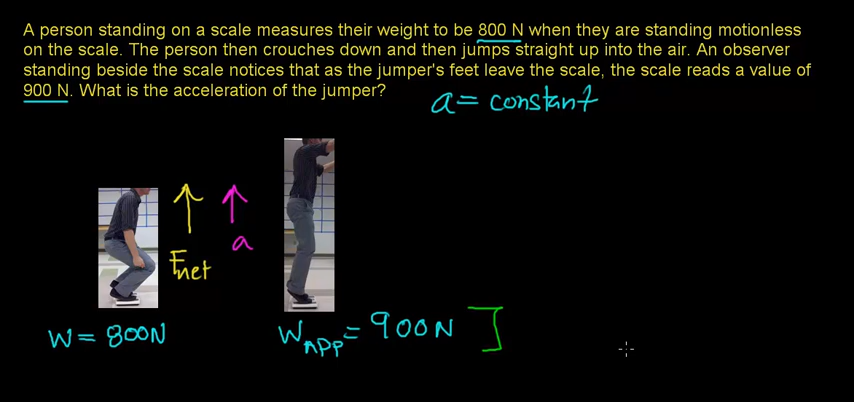 A person standing on a scale measures their weight to be 800 N when they are standing motionless
on the scale. The person then crouches down and then jumps straight up into the air. An observer
standing beside the scale notices that as the jumper's feet leave the scale, the scale reads a value of
900 N. What is the acceleration of the jumper?
a = constant
Fnet
a
W = 800N
WAPP = 900N ]